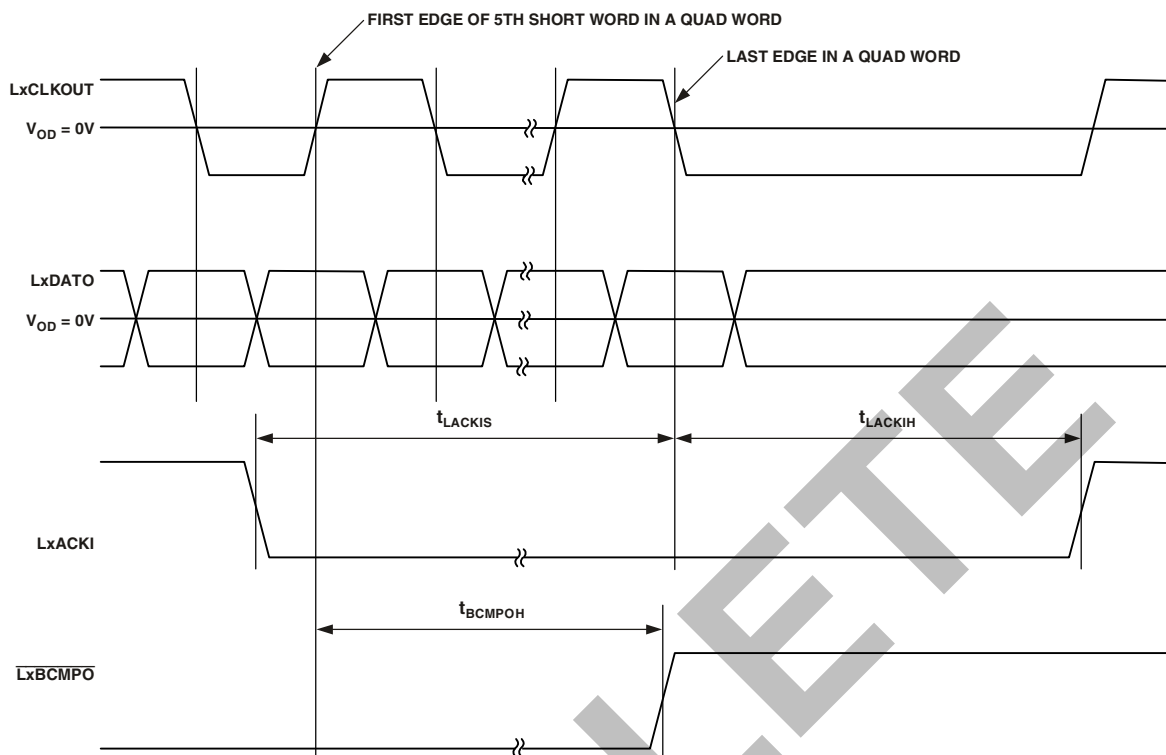 FIRST EDGE OF 5TH SHORT WORD IN A QUAD WORD
LAST EDGE IN A QUAD WORD
LxCLKOUT
VOD = 0V
LxDATO
VOD = 0V
tLACKIS
tLACKIH
LxACKI
tBCMPOH
LxBCMPO
LETE